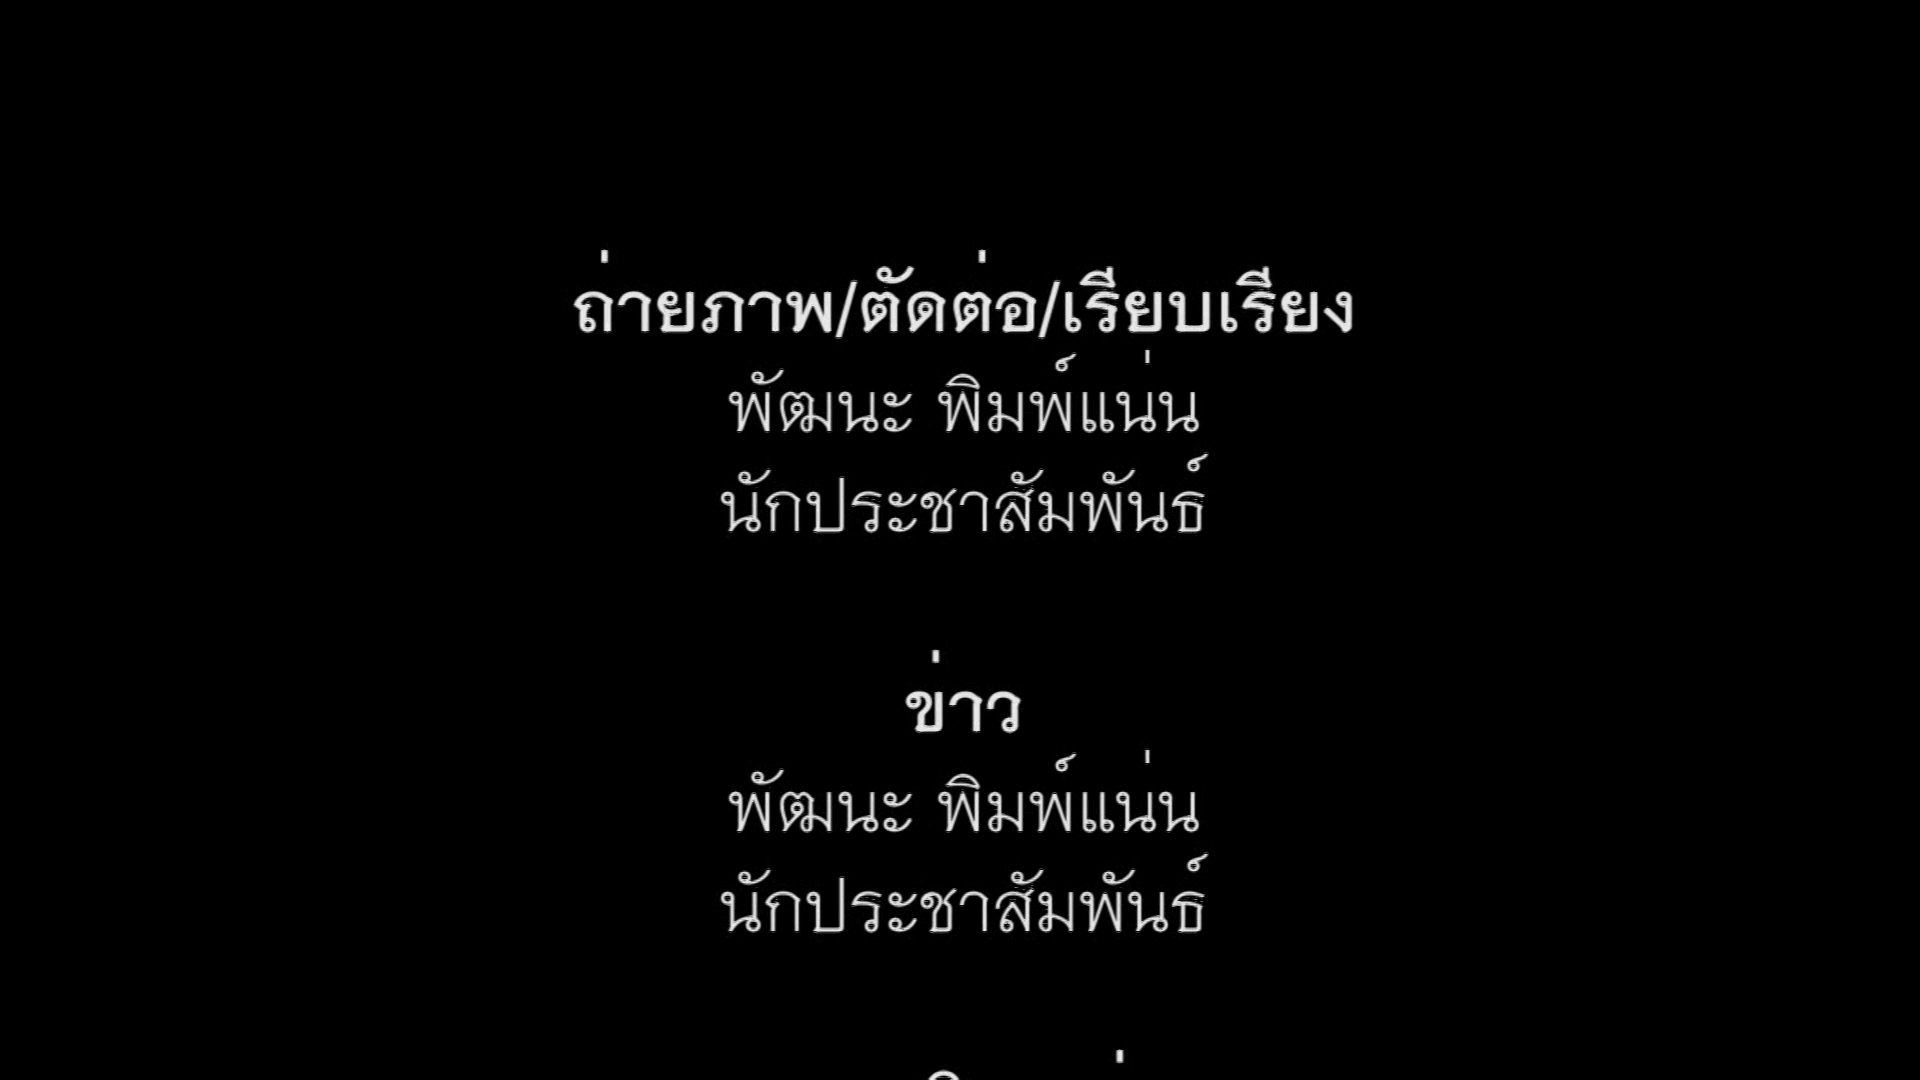 ถ่ายภาพ/ตัดต่อ/เรียบเรียง
พัฒนะ พิมพ์แน่น
นักประชาสัมพันธ์
ข่าว
พัฒนะ พิมพ์แน่น
นักประชาสัมพันธ์